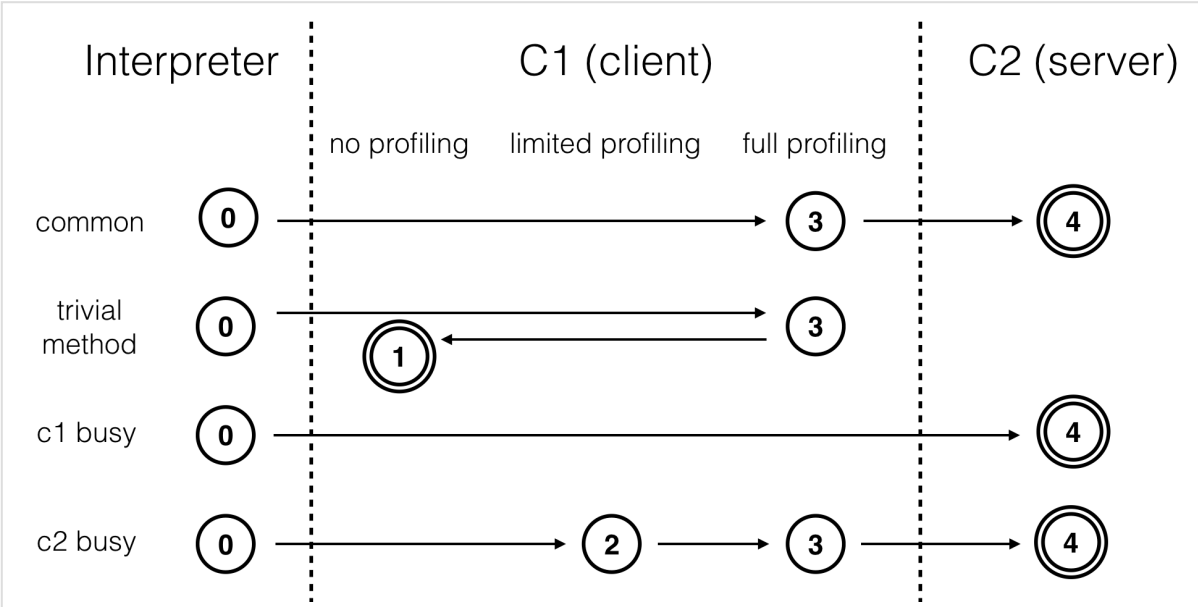 Interpreter C1 (client) C2 (server)
no profiling limited profiling full profiling
common 0 3 4
trivial
method 0 3
1
c1 busy 0 4
c2 busy 0 2 3 4